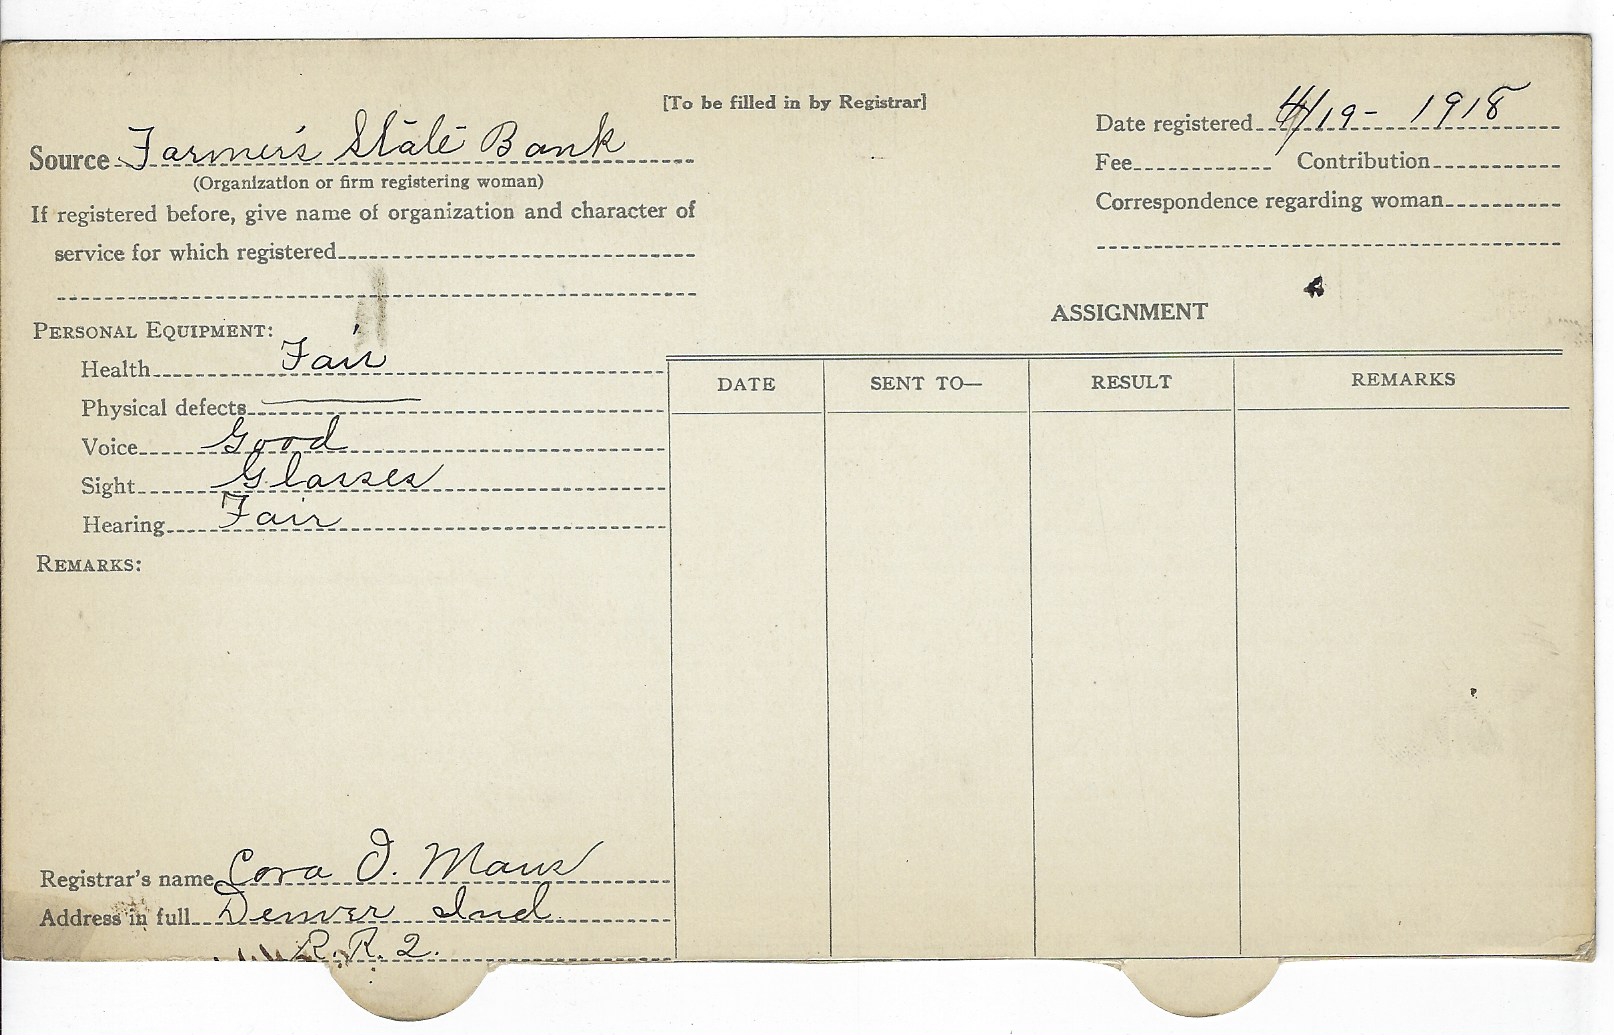 [To be filled in by Registrar]
Source Farmer's State Bank
(Organization or firm registering woman)
If registered before, give name of organization and character of
service for which registered
Date registered 4/19- 1918
Fee Contribution
Correspondence regarding woman
ASSIGNMENT
PERSONAL EQUIPMENT:
Health Fair
Physical defects
Voice Good
Sight Glasses
Hearing Fair
REMARKS:
DATE SENT TO— RESULT REMARKS
Registrar's name Cora O. Maus
Address in full Denver Ind.
R.R.2.